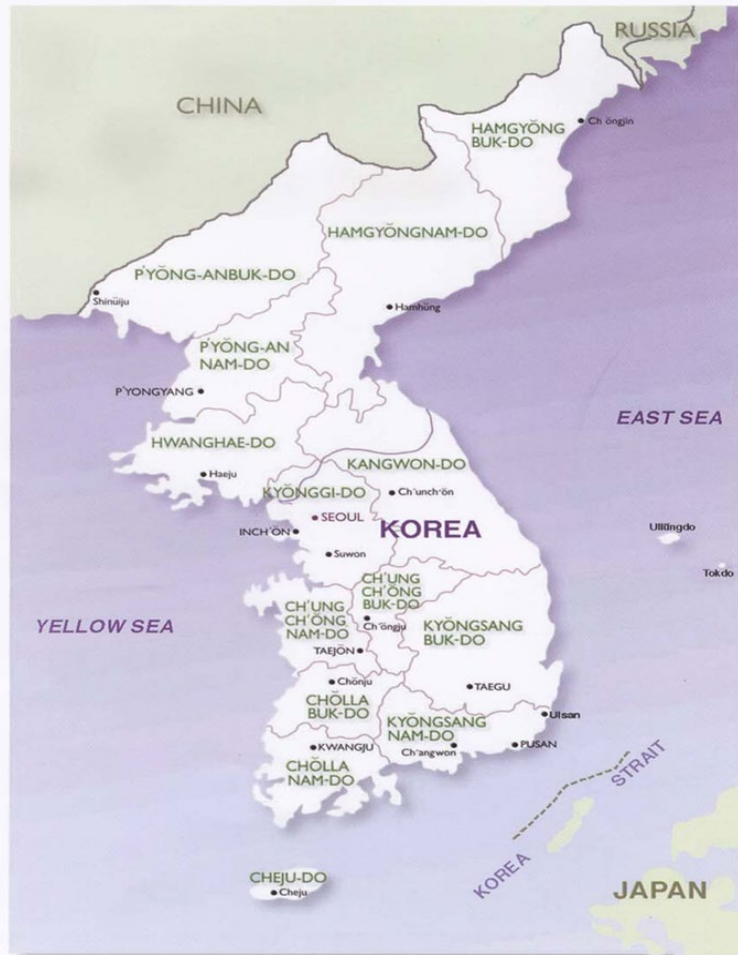 RUSSIA
CHINA
HAMGYŎNG
BUK-DO
Ch ŏngjin
HAMGYŎNGNAM-DO
P'YŎNG-ANBUK-DO
Shinŭiju
Hamhŭng
P'YŎNG-AN
NAM-DO
P'YONGYANG
EAST SEA
HWANGHAE-DO
KANGWON-DO
Haeju
KYŎNGGI-DO
Ch'unch'ŏn
SEOUL
KOREA
INCH'ŎN
Ullŭngdo
Suwon
Tokdo
CH'UNG
CH'ŎNG
BUK-DO
CH'UNG
CH'ŎNG
NAM-DO
Ch'ŏngju
KYŎNGSANG
BUK-DO
YELLOW SEA
TAEJŎN
Chŏnju
TAEGU
CHŎLLA
BUK-DO
KYŎNGSANG
NAM-DO
Ulsan
KWANGJU
Ch'angwon
PUSAN
CHŎLLA
NAM-DO
KOREA STRAIT
CHEJU-DO
Cheju
JAPAN